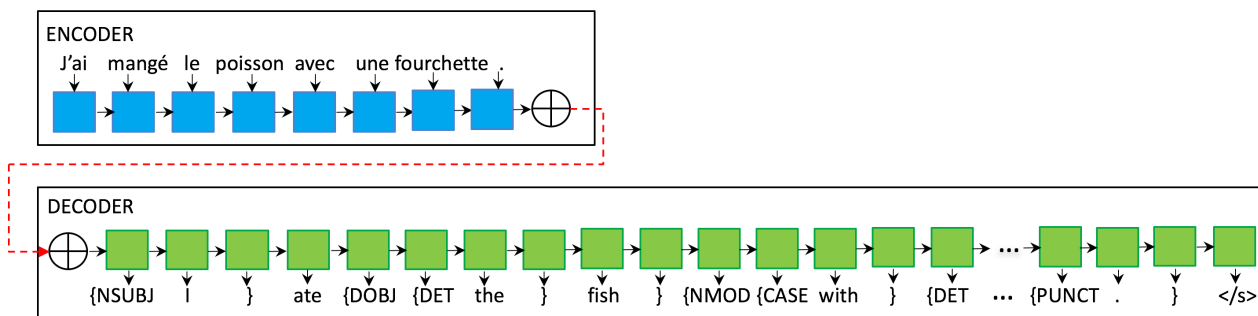 ENCODER
J'ai mangé le poisson avec une fourchette .
DECODER
{NSUBJ I } ate {DOBJ {DET the } fish } {NMOD {CASE with } {DET ... {PUNCT . } </s>